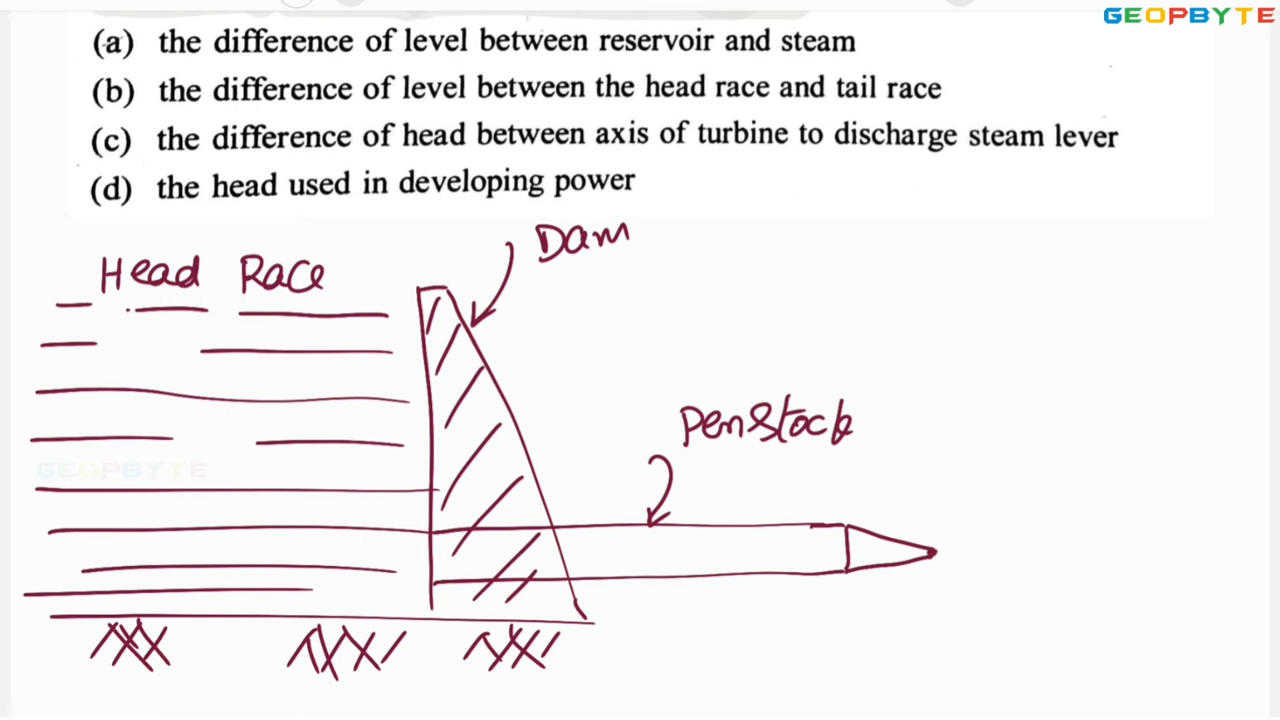 GEOPBYTE
(a) the difference of level between reservoir and steam
(b) the difference of level between the head race and tail race
(c) the difference of head between axis of turbine to discharge steam lever
(d) the head used in developing power
Dam
Head Race
Penstock
GEOPBYTE